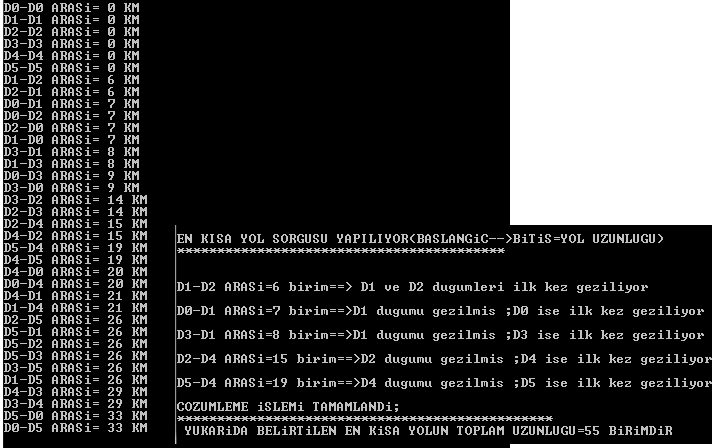 D0-D0 ARASi= 0 KM
D1-D1 ARASi= 0 KM
D2-D2 ARASi= 0 KM
D3-D3 ARASi= 0 KM
D4-D4 ARASi= 0 KM
D5-D5 ARASi= 0 KM
D1-D2 ARASi= 6 KM
D2-D1 ARASi= 6 KM
D0-D1 ARASi= 7 KM
D0-D2 ARASi= 7 KM
D2-D0 ARASi= 7 KM
D1-D0 ARASi= 7 KM
D3-D1 ARASi= 8 KM
D1-D3 ARASi= 8 KM
D0-D3 ARASi= 9 KM
D3-D0 ARASi= 9 KM
D3-D2 ARASi= 14 KM
D2-D3 ARASi= 14 KM
D2-D4 ARASi= 15 KM
D4-D2 ARASi= 15 KM
D5-D4 ARASi= 19 KM
D4-D5 ARASi= 19 KM
D4-D0 ARASi= 20 KM
D0-D4 ARASi= 20 KM
D4-D1 ARASi= 21 KM
D1-D4 ARASi= 21 KM
D2-D5 ARASi= 26 KM
D5-D1 ARASi= 26 KM
D5-D2 ARASi= 26 KM
D5-D3 ARASi= 26 KM
D3-D5 ARASi= 26 KM
D1-D5 ARASi= 26 KM
D4-D3 ARASi= 29 KM
D3-D4 ARASi= 29 KM
D5-D0 ARASi= 33 KM
D0-D5 ARASi= 33 KM
EN KISA YOL SORGUSU YAPILIYOR(BASLANGiC-->BiTiS=YOL UZUNLUGU)
*****************************************
D1-D2 ARASi=6 birim==> D1 ve D2 dugumleri ilk kez geziliyor
D0-D1 ARASi=7 birim==>D1 dugumu gezilmis ;D0 ise ilk kez geziliyor
D3-D1 ARASi=8 birim==>D1 dugumu gezilmis ;D3 ise ilk kez geziliyor
D2-D4 ARASi=15 birim==>D2 dugumu gezilmis ;D4 ise ilk kez geziliyor
D5-D4 ARASi=19 birim==>D4 dugumu gezilmis ;D5 ise ilk kez geziliyor
COZUMLEME iSLEMi TAMAMLANDi;
***********************************************
YUKARiDA BELiRTiLEN EN KiSA YOLUN TOPLAM UZUNLUGU=55 BiRiMDiR